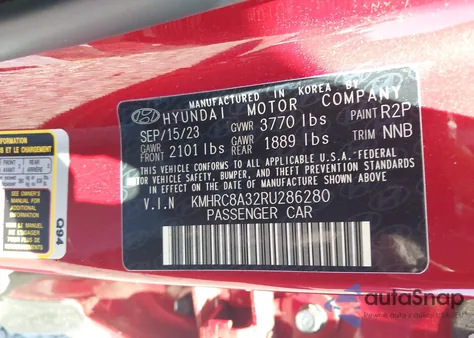 MANUFACTURED IN KOREA BY
HYUNDAI MOTOR COMPANY
SEP/15/23 GVWR 3770 lbs PAINT R2P
GAWR FRONT 2101 lbs GAWR REAR 1889 lbs TRIM NNB
THIS VEHICLE CONFORMS TO ALL APPLICABLE U.S.A. FEDERAL MOTOR
VEHICLE SAFETY, BUMPER, AND THEFT PREVENTION STANDARDS
IN EFFECT ON THE DATE OF MANUFACTURE SHOWN ABOVE.
V.I.N KMHRC8A32RU286280
PASSENGER CAR
FRONT REAR
Q94
autoSnap